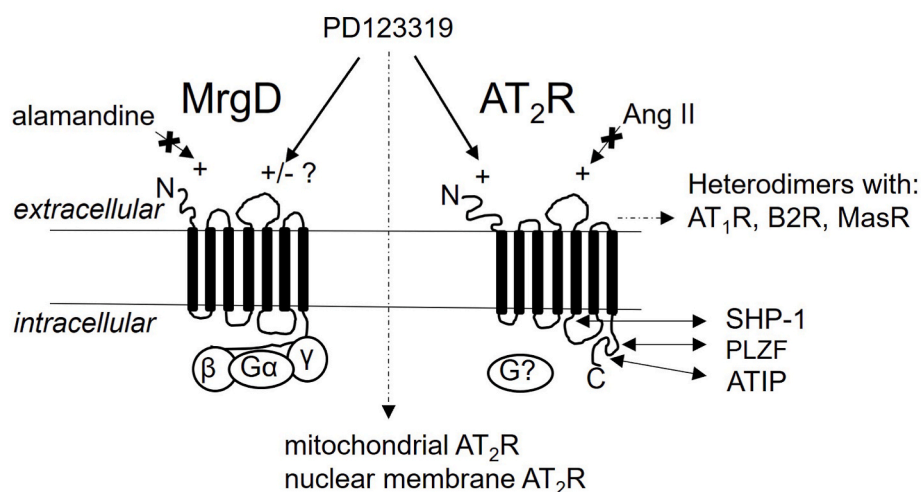 PD123319
MrgD
AT₂R
alamandine
Ang II
+
+/- ?
+
+
N
N
extracellular
Heterodimers with:
AT₁R, B2R, MasR
intracellular
SHP-1
PLZF
ATIP
β
Gα
γ
G?
C
mitochondrial AT₂R
nuclear membrane AT₂R